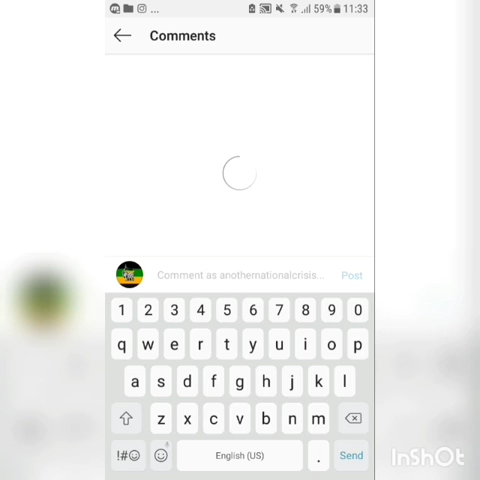 ... 59% 11:33
Comments
Comment as anothernationalcrisis... Post
1 2 3 4 5 6 7 8 9 0
q w e r t y u i o p
a s d f g h j k l
z x c v b n m
!#☺ English (US) . Send
InShOt